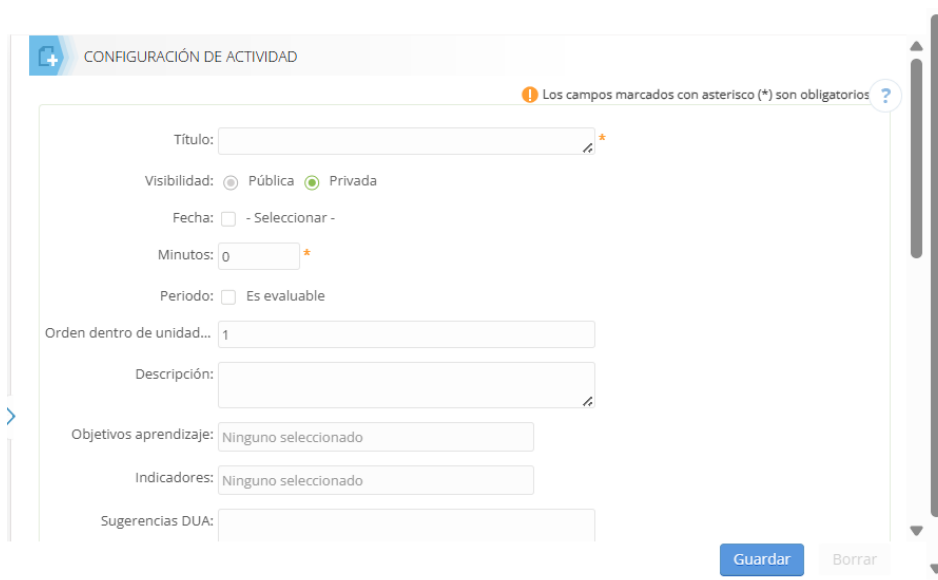 CONFIGURACIÓN DE ACTIVIDAD
! Los campos marcados con asterisco (*) son obligatorios ?
Título: *
Visibilidad: Pública Privada
Fecha: - Seleccionar -
Minutos: 0 *
Periodo: Es evaluable
Orden dentro de unidad... 1
Descripción:
Objetivos aprendizaje: Ninguno seleccionado
Indicadores: Ninguno seleccionado
Sugerencias DUA:
Guardar Borrar